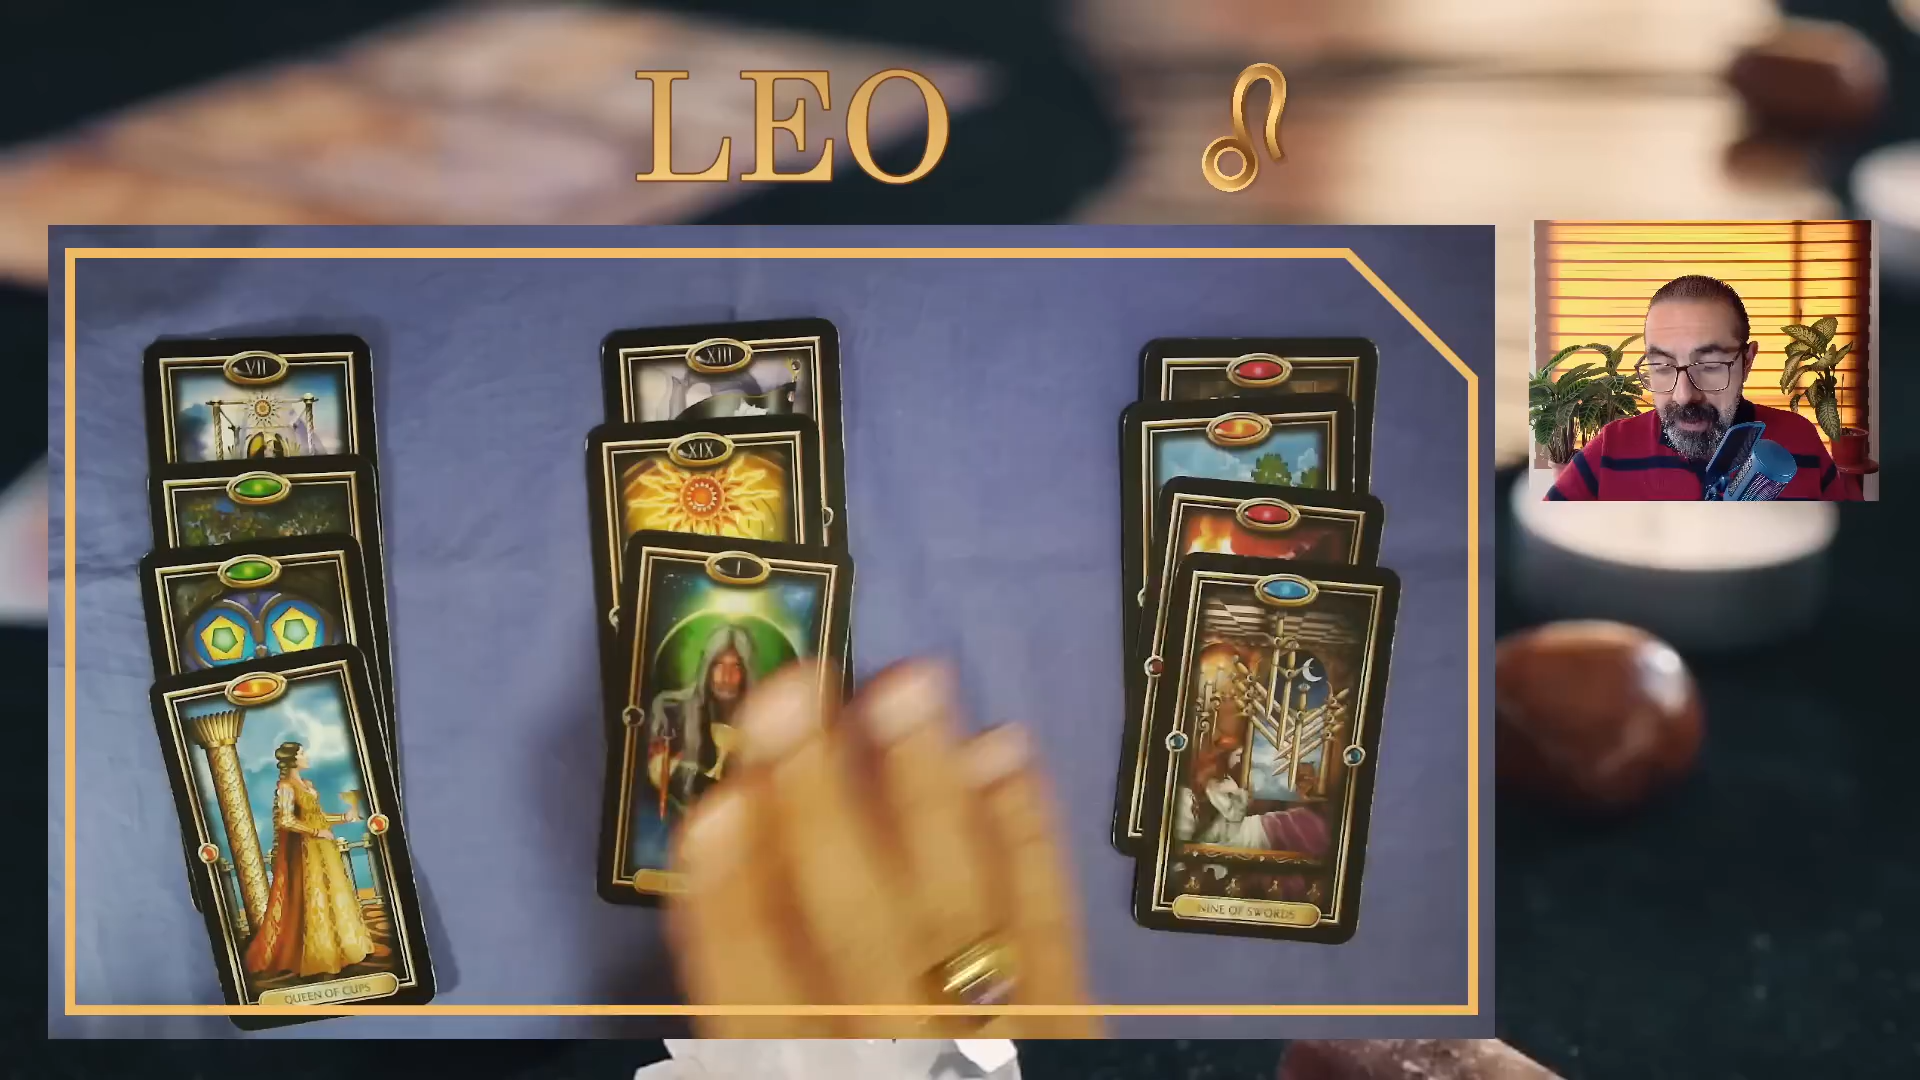 LEO
VII
XIII
XIX
I
QUEEN OF CUPS
NINE OF SWORDS